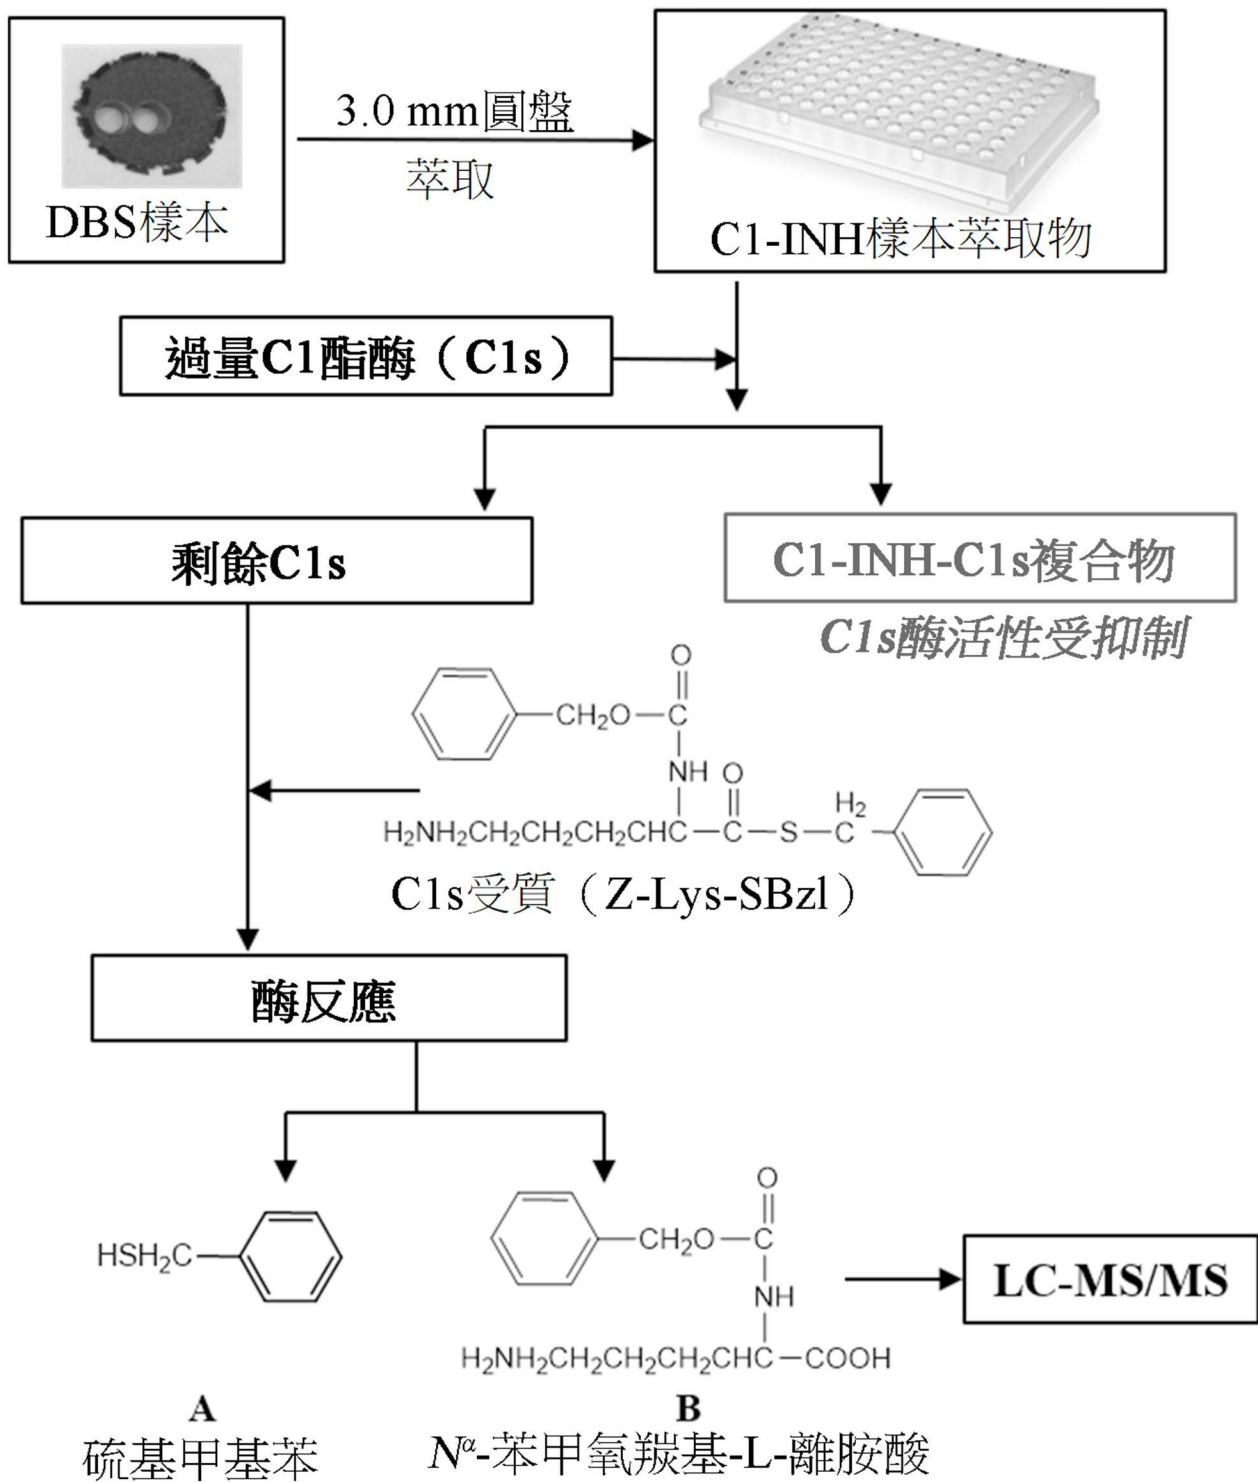 3.0 mm圓盤
萃取
DBS樣本
C1-INH樣本萃取物
過量C1酯酶（C1s）
剩餘C1s
C1-INH-C1s複合物
C1s酶活性受抑制
O
CH₂O
C
NH
O
H₂NH₂CH₂CH₂CH₂CHC
C
S
H₂
C
C1s受質（Z-Lys-SBzl）
酶反應
HSH₂C
O
CH₂O
C
NH
H₂NH₂CH₂CH₂CH₂CHC
COOH
LC-MS/MS
A
硫基甲基苯
B
Nᵅ-苯甲氧羰基-L-離胺酸